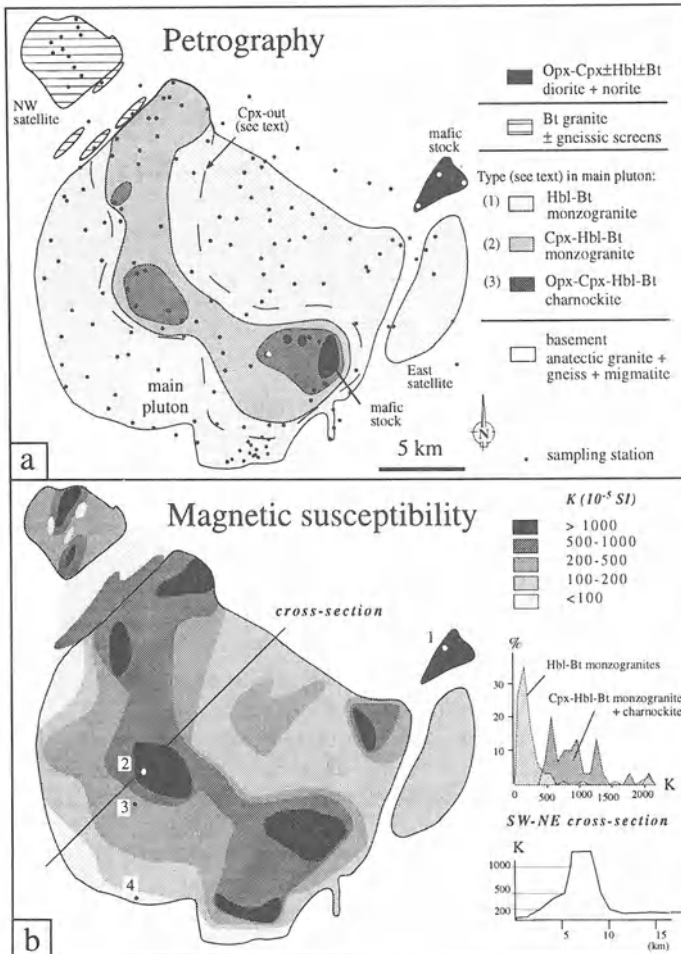 Petrography
NW
satellite
Cpx-out
(see text)
mafic
stock
Opx-Cpx±Hbl±Bt
diorite + norite
Bt granite
± gneissic screens
Type (see text) in main pluton:
(1) Hbl-Bt
monzogranite
(2) Cpx-Hbl-Bt
monzogranite
(3) Opx-Cpx-Hbl-Bt
charnockite
basement
anatectic granite +
gneiss + migmatite
main
pluton
East
satellite
mafic
stock
N
5 km
sampling station
a
Magnetic susceptibility
K (10⁻⁵ SI)
> 1000
500-1000
200-500
100-200
<100
cross-section
1
2
3
4
%
30
20
10
Hbl-Bt monzogranites
Cpx-Hbl-Bt monzogranite
+ charnockite
0 500 1000 1500 2000 K
SW-NE cross-section
K
1000
500
200
5 10 15
(km)
b